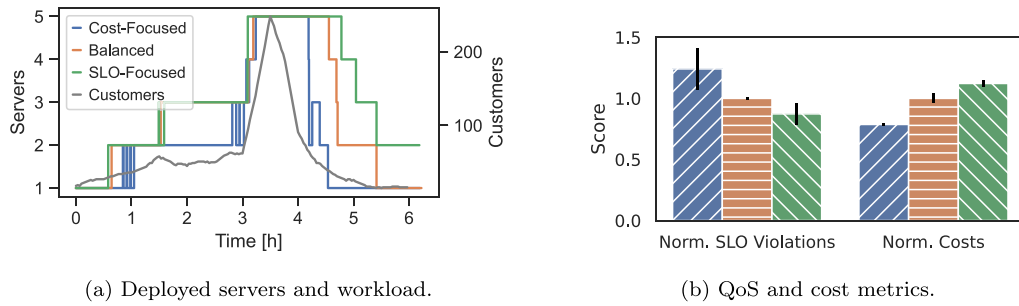 5
4
3
2
1
Servers
Cost-Focused
Balanced
SLO-Focused
Customers
200
100
Customers
0 1 2 3 4 5 6
Time [h]
(a) Deployed servers and workload.
1.5
1.0
0.5
0.0
Score
Norm. SLO Violations Norm. Costs
(b) QoS and cost metrics.